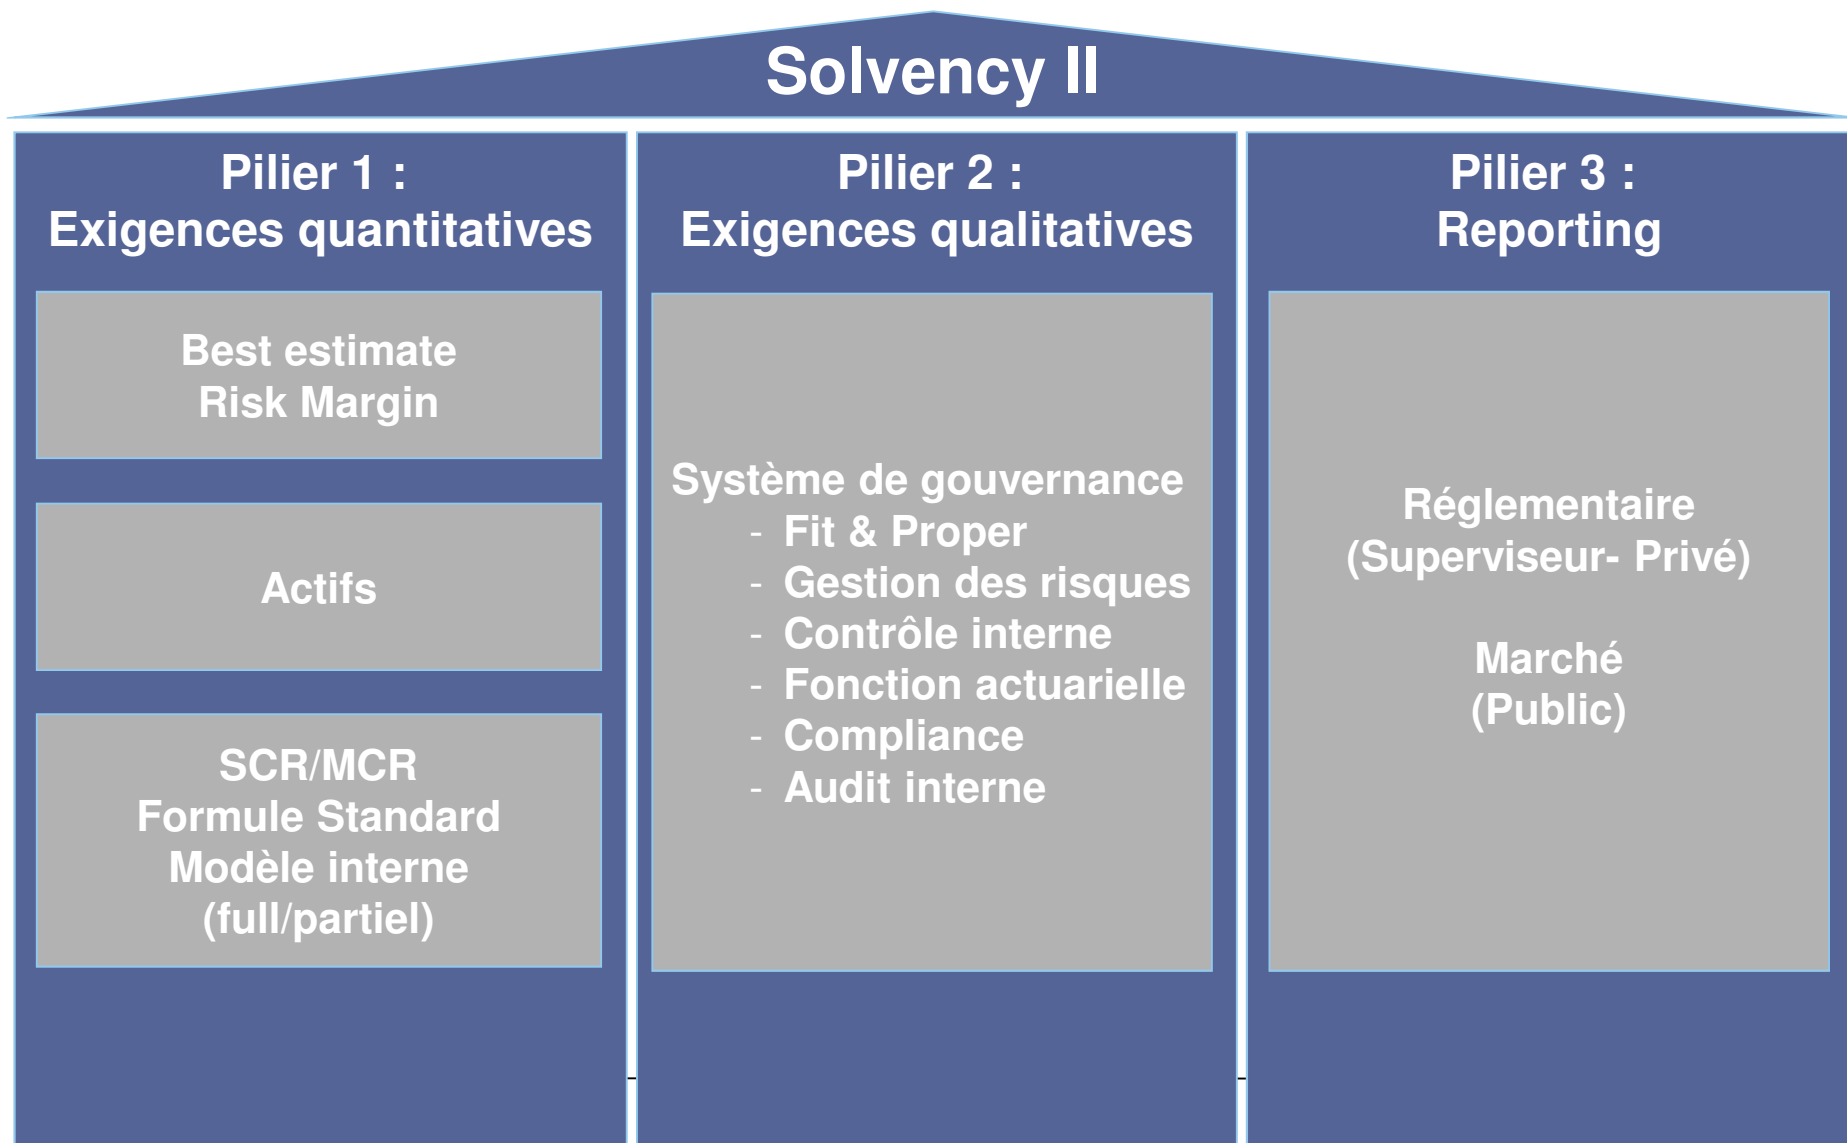 Solvency II
Pilier 1 :
Exigences quantitatives
Best estimate
Risk Margin
Actifs
SCR/MCR
Formule Standard
Modèle interne
(full/partiel)
Pilier 2 :
Exigences qualitatives
Système de gouvernance
- Fit & Proper
- Gestion des risques
- Contrôle interne
- Fonction actuarielle
- Compliance
- Audit interne
Pilier 3 :
Reporting
Réglementaire
(Superviseur- Privé)
Marché
(Public)